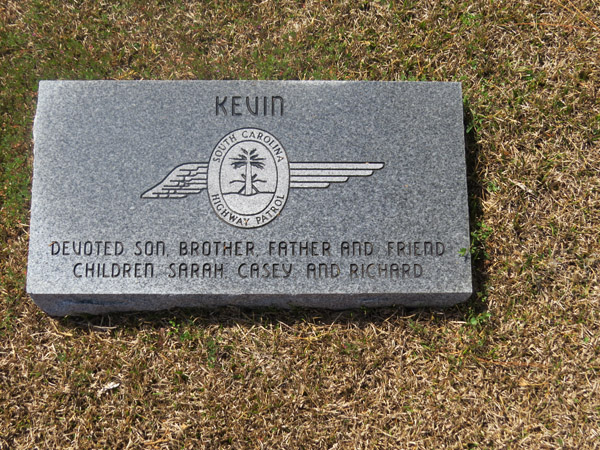 KEVIN
SOUTH CAROLINA
HIGHWAY PATROL
DEVOTED SON, BROTHER, FATHER AND FRIEND
CHILDREN, SARAH, CASEY AND RICHARD